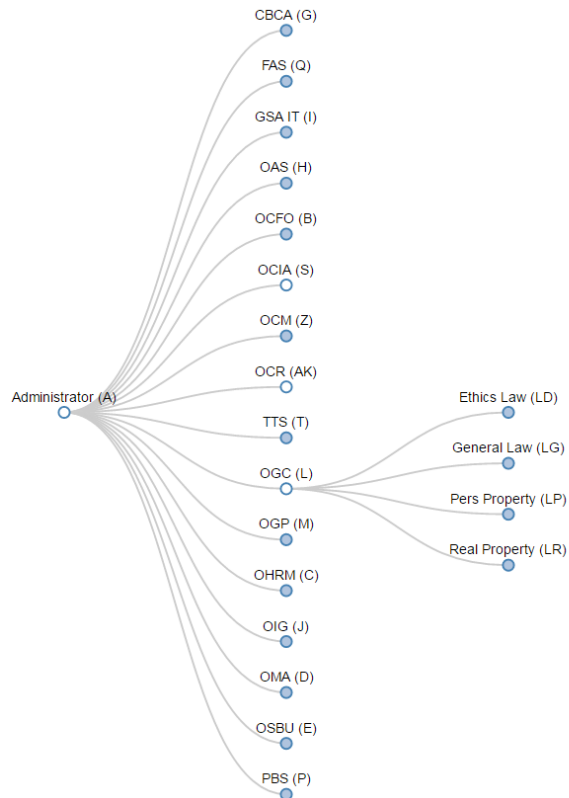 CBCA (G)
FAS (Q)
GSA IT (I)
OAS (H)
OCFO (B)
OCIA (S)
OCM (Z)
OCR (AK)
Administrator (A)
TTS (T)
OGC (L)
OGP (M)
OHRM (C)
OIG (J)
OMA (D)
OSBU (E)
PBS (P)
Ethics Law (LD)
General Law (LG)
Pers Property (LP)
Real Property (LR)